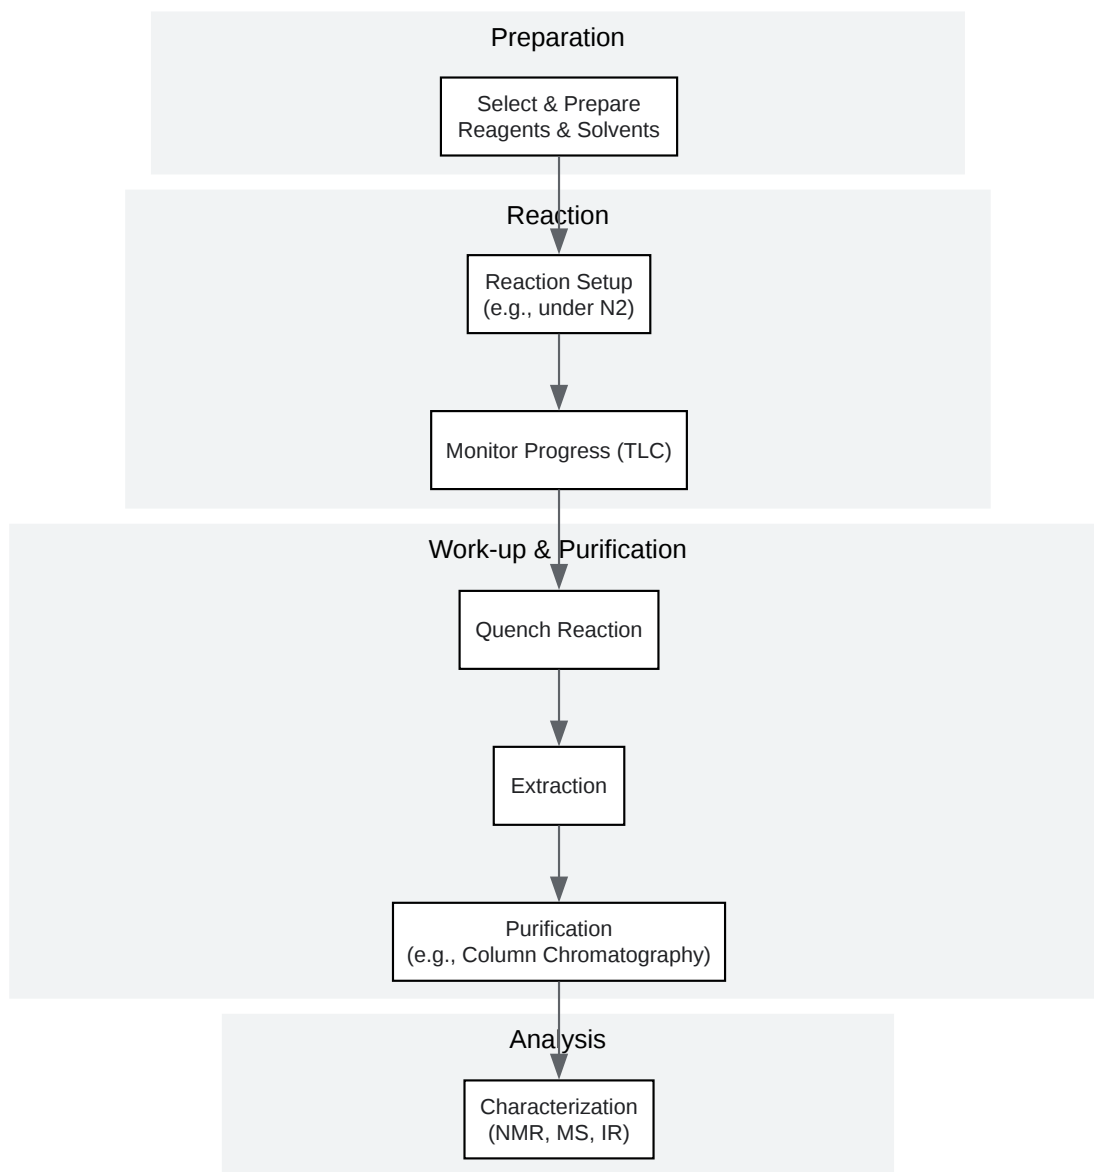 Preparation
Select & Prepare
Reagents & Solvents
Reaction
Reaction Setup
(e.g., under N2)
Monitor Progress (TLC)
Work-up & Purification
Quench Reaction
Extraction
Purification
(e.g., Column Chromatography)
Analysis
Characterization
(NMR, MS, IR)